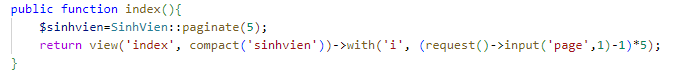 public function index(){
$sinhvien=SinhVien::paginate(5);
return view('index', compact('sinhvien'))->with('i', (request()->input('page',1)-1)*5);
}